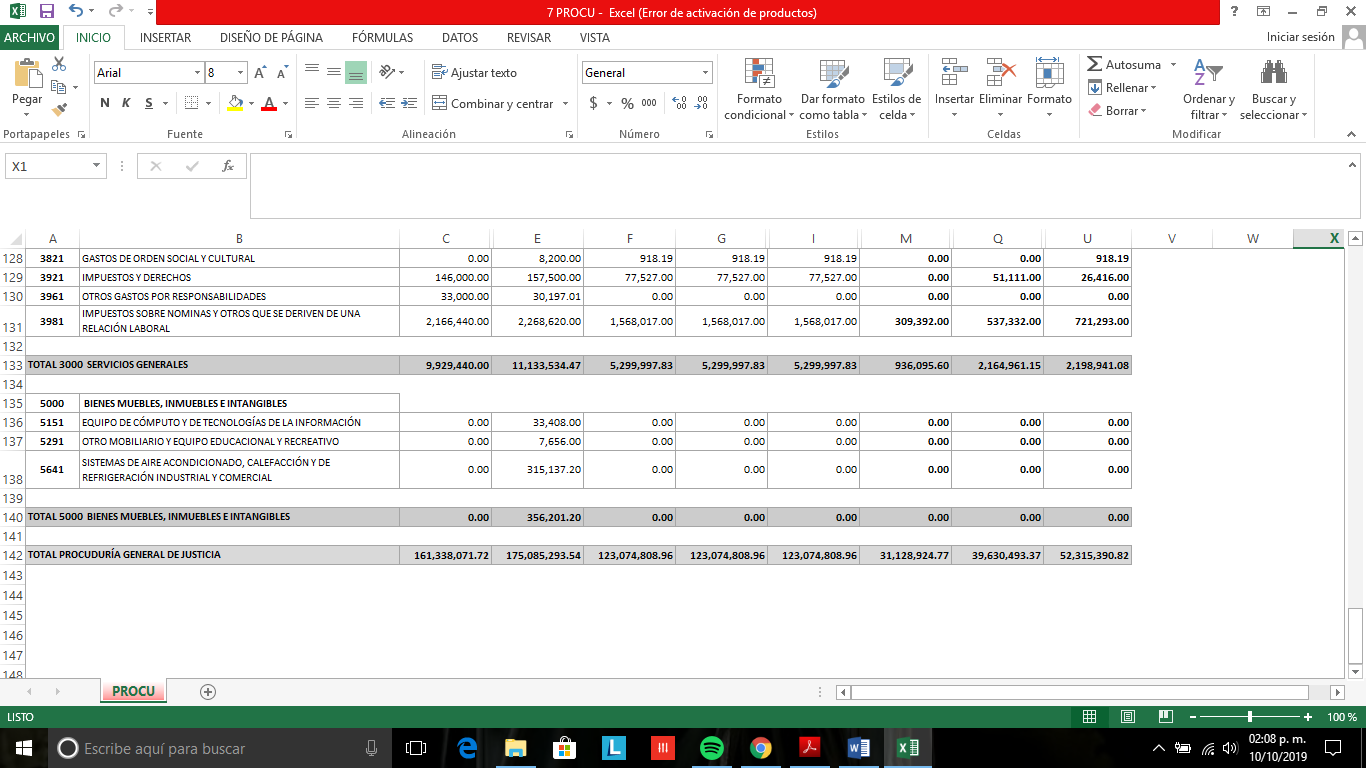 7 PROCU -  Excel (Error de activación de productos)
ARCHIVO INICIO INSERTAR DISEÑO DE PÁGINA FÓRMULAS DATOS REVISAR VISTA Iniciar sesión
Pegar
Portapapeles
Arial 8
N K S
Fuente
Ajustar texto
Combinar y centrar
Alineación
General
$ % 000
Número
Formato condicional
Dar formato como tabla
Estilos de celda
Estilos
Insertar Eliminar Formato
Celdas
Autosuma
Rellenar
Borrar
Ordenar y filtrar
Buscar y seleccionar
Modificar
X1 fx
A B C E F G I M Q U V W X
128 3821 GASTOS DE ORDEN SOCIAL Y CULTURAL 0.00 8,200.00 918.19 918.19 918.19 0.00 0.00 918.19
129 3921 IMPUESTOS Y DERECHOS 146,000.00 157,500.00 77,527.00 77,527.00 77,527.00 0.00 51,111.00 26,416.00
130 3961 OTROS GASTOS POR RESPONSABILIDADES 33,000.00 30,197.01 0.00 0.00 0.00 0.00 0.00 0.00
131 3981 IMPUESTOS SOBRE NOMINAS Y OTROS QUE SE DERIVEN DE UNA RELACIÓN LABORAL 2,166,440.00 2,268,620.00 1,568,017.00 1,568,017.00 1,568,017.00 309,392.00 537,332.00 721,293.00
132
133 TOTAL 3000 SERVICIOS GENERALES 9,929,440.00 11,133,534.47 5,299,997.83 5,299,997.83 5,299,997.83 936,095.60 2,164,961.15 2,198,941.08
134
135 5000 BIENES MUEBLES, INMUEBLES E INTANGIBLES
136 5151 EQUIPO DE CÓMPUTO Y DE TECNOLOGÍAS DE LA INFORMACIÓN 0.00 33,408.00 0.00 0.00 0.00 0.00 0.00 0.00
137 5291 OTRO MOBILIARIO Y EQUIPO EDUCACIONAL Y RECREATIVO 0.00 7,656.00 0.00 0.00 0.00 0.00 0.00 0.00
138 5641 SISTEMAS DE AIRE ACONDICIONADO, CALEFACCIÓN Y DE REFRIGERACIÓN INDUSTRIAL Y COMERCIAL 0.00 315,137.20 0.00 0.00 0.00 0.00 0.00 0.00
139
140 TOTAL 5000 BIENES MUEBLES, INMUEBLES E INTANGIBLES 0.00 356,201.20 0.00 0.00 0.00 0.00 0.00 0.00
141
142 TOTAL PROCUDURÍA GENERAL DE JUSTICIA 161,338,071.72 175,085,293.54 123,074,808.96 123,074,808.96 123,074,808.96 31,128,924.77 39,630,493.37 52,315,390.82
143
144
145
146
147
148
PROCU
LISTO 100 %
Escribe aquí para buscar
02:08 p. m.
10/10/2019